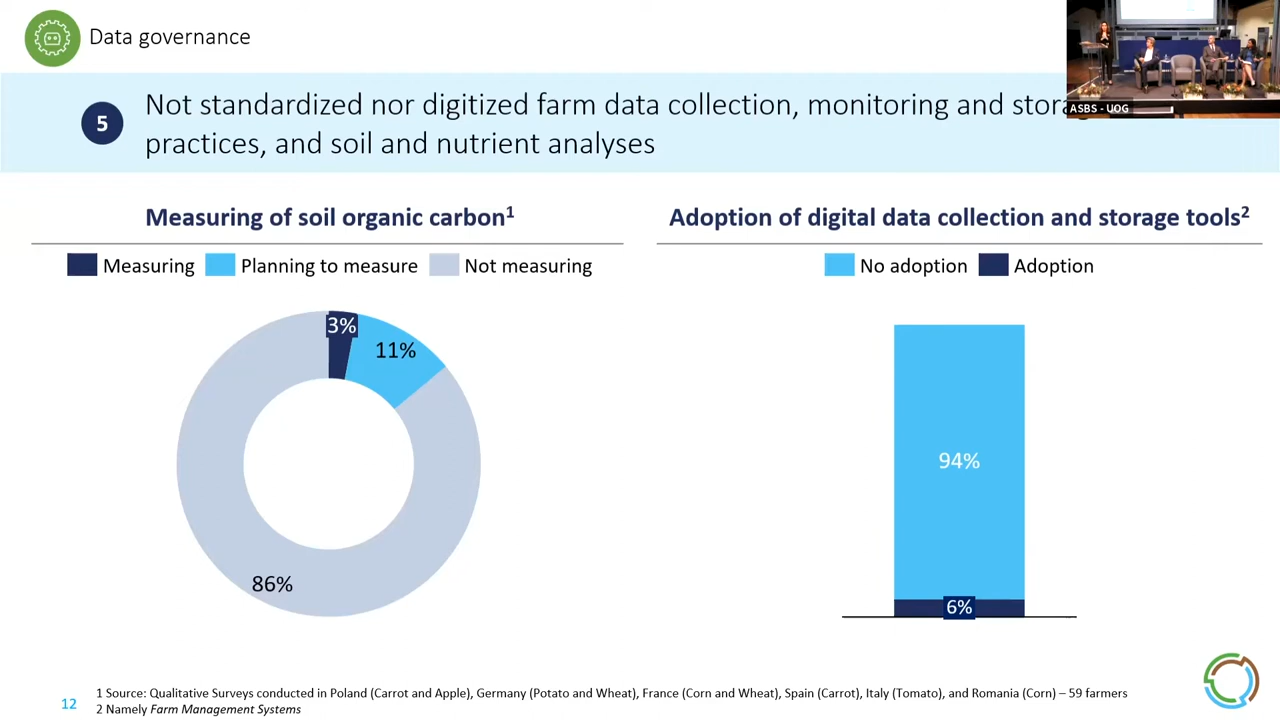 Data governance
5
Not standardized nor digitized farm data collection, monitoring and
practices, and soil and nutrient analyses
ASBS - UOG
Measuring of soil organic carbon1
Measuring
Planning to measure
Not measuring
3%
11%
86%
Adoption of digital data collection and storage tools2
No adoption
Adoption
94%
6%
12
1 Source: Qualitative Surveys conducted in Poland (Carrot and Apple), Germany (Potato and Wheat), France (Corn and Wheat), Spain (Carrot), Italy (Tomato), and Romania (Corn) – 59 farmers
2 Namely Farm Management Systems